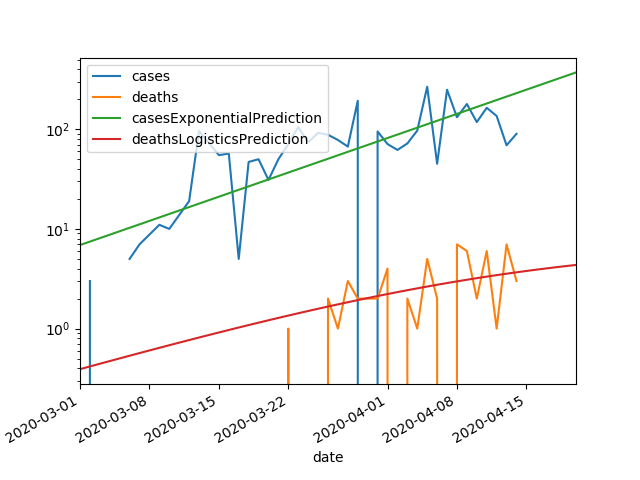 cases
deaths
casesExponentialPrediction
deathsLogisticsPrediction
10²
10¹
10⁰
2020-03-01
2020-03-08
2020-03-15
2020-03-22
2020-04-01
2020-04-08
2020-04-15
date